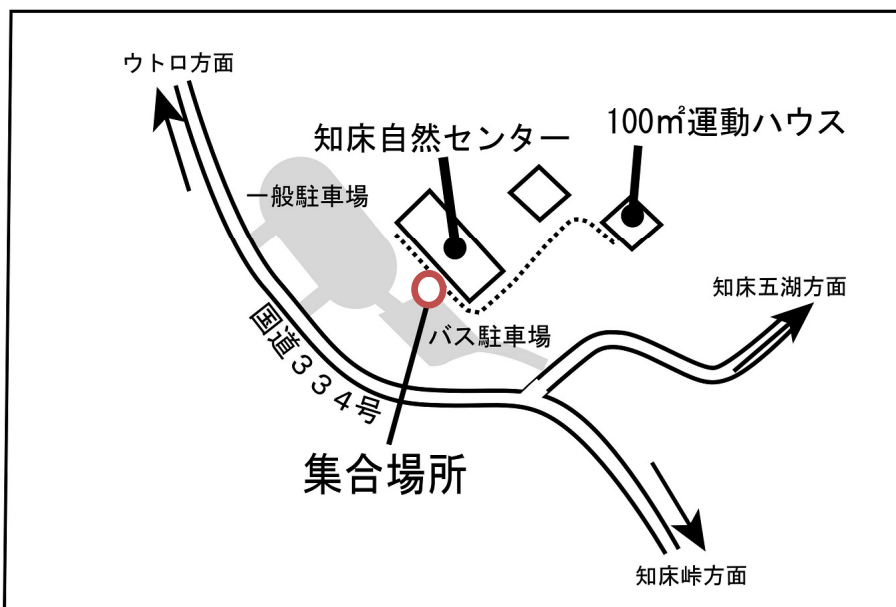 ウトロ方面
100㎡運動ハウス
知床自然センター
一般駐車場
知床五湖方面
バス駐車場
国道３３４号
集合場所
知床峠方面